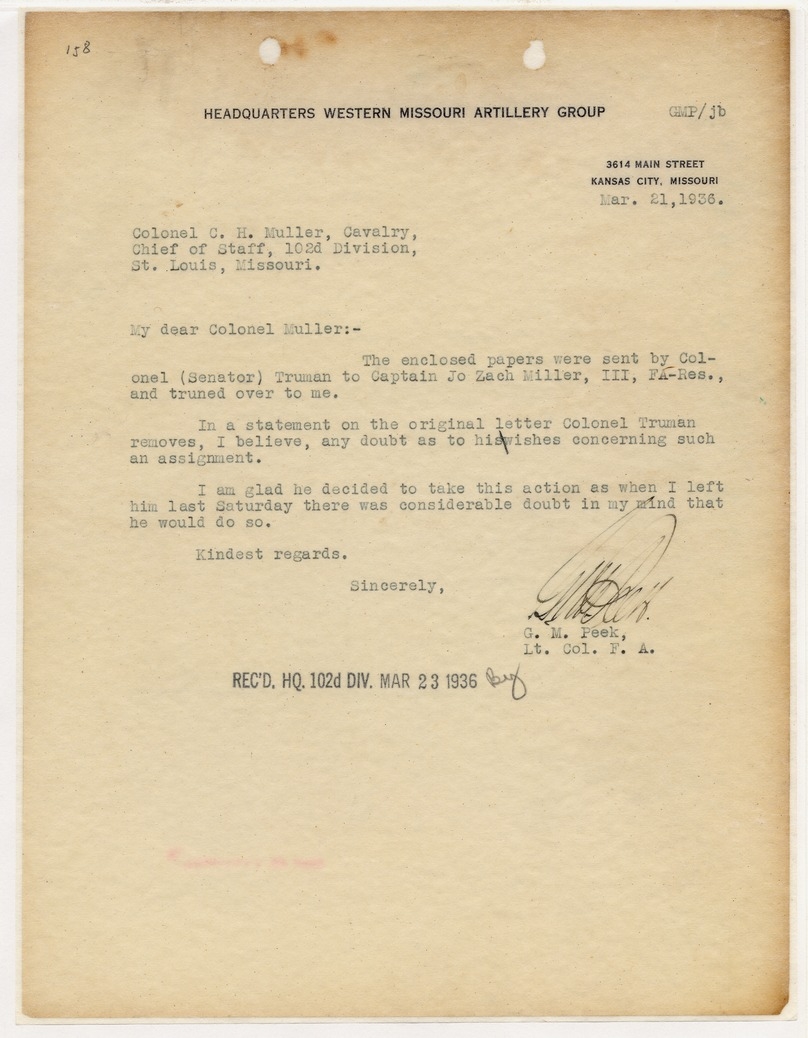 158
HEADQUARTERS WESTERN MISSOURI ARTILLERY GROUP GMP/jb
3614 MAIN STREET
KANSAS CITY, MISSOURI
Mar. 21,1936.
Colonel C. H. Muller, Cavalry,
Chief of Staff, 102d Division,
St. Louis, Missouri.
My dear Colonel Muller:-
The enclosed papers were sent by Col-
onel (Senator) Truman to Captain Jo Zach Miller, III, FA-Res.,
and truned over to me.
In a statement on the original letter Colonel Truman
removes, I believe, any doubt as to his wishes concerning such
an assignment.
I am glad he decided to take this action as when I left
him last Saturday there was considerable doubt in my mind that
he would do so.
Kindest regards.
Sincerely,
G. M. Peek,
Lt. Col. F. A.
REC'D. HQ. 102d DIV. MAR 23 1936